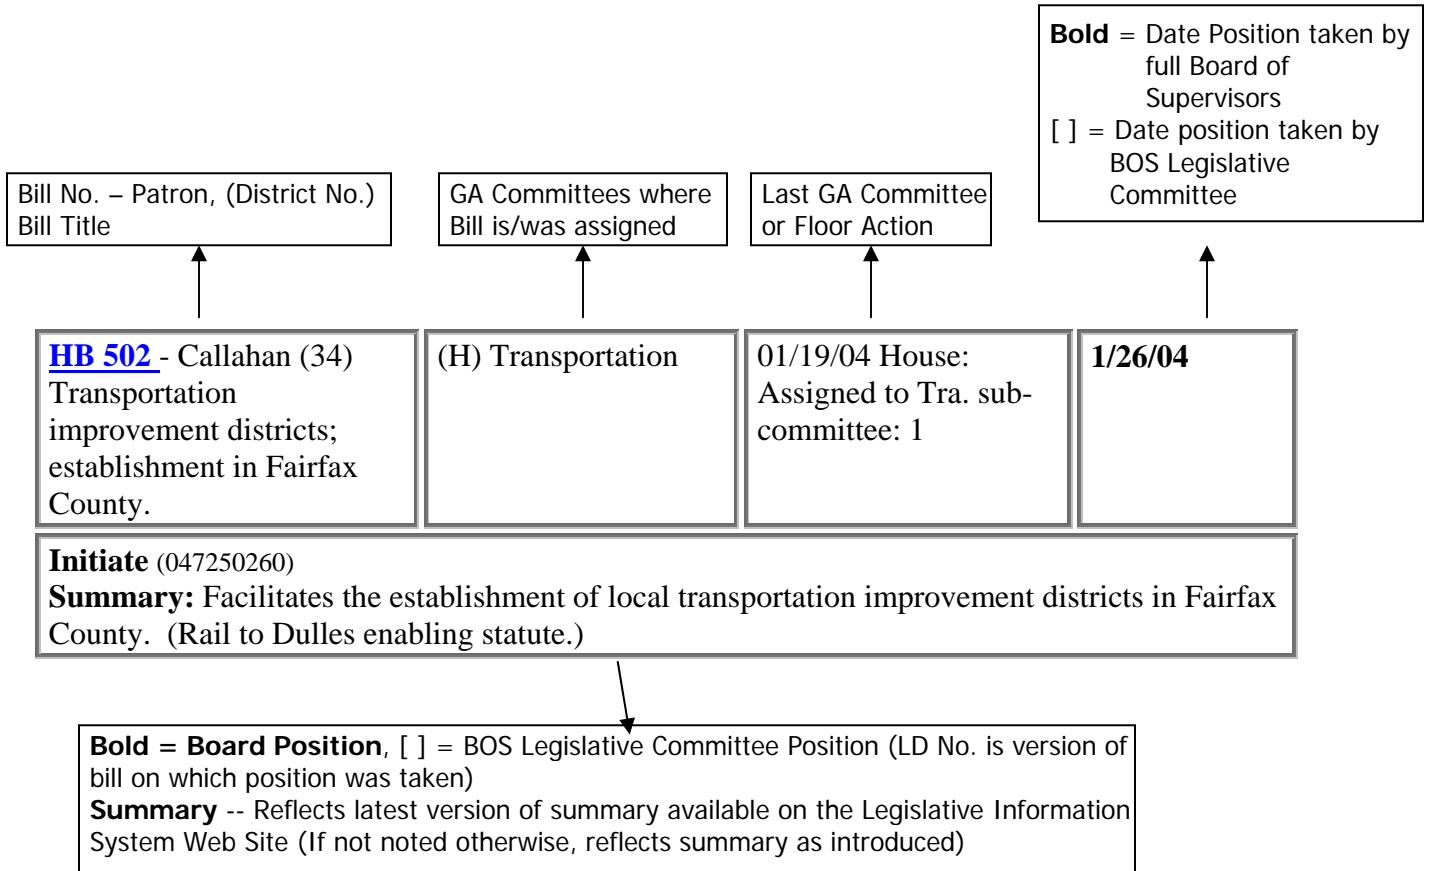 Bold = Date Position taken by
full Board of
Supervisors
[ ] = Date position taken by
BOS Legislative
Committee
Bill No. – Patron, (District No.)
Bill Title
GA Committees where
Bill is/was assigned
Last GA Committee
or Floor Action
HB 502 - Callahan (34)
Transportation
improvement districts;
establishment in Fairfax
County.
(H) Transportation
01/19/04 House:
Assigned to Tra. sub-
committee: 1
1/26/04
Initiate (047250260)
Summary: Facilitates the establishment of local transportation improvement districts in Fairfax
County. (Rail to Dulles enabling statute.)
Bold = Board Position, [ ] = BOS Legislative Committee Position (LD No. is version of
bill on which position was taken)
Summary -- Reflects latest version of summary available on the Legislative Information
System Web Site (If not noted otherwise, reflects summary as introduced)